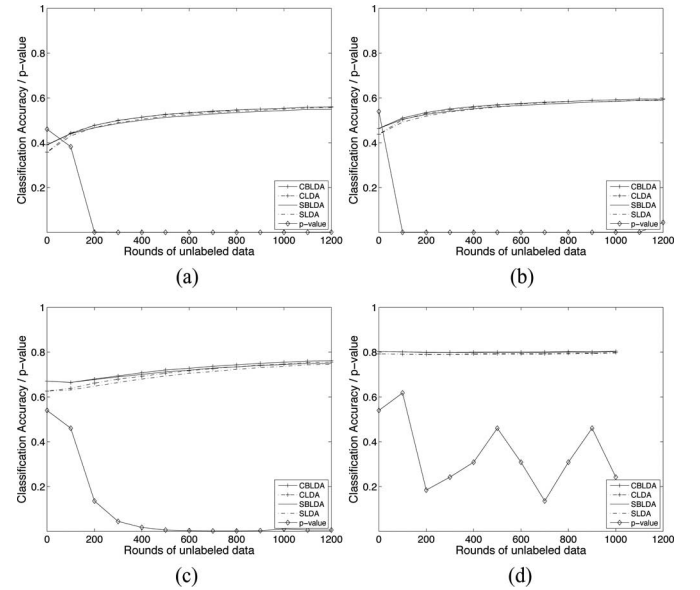 Classification Accuracy / p-value
1
0.8
0.6
0.4
0.2
0 200 400 600 800 1000 1200
Rounds of unlabeled data
CBLDA
CLDA
SBLDA
SLDA
p-value
(a)
Classification Accuracy / p-value
1
0.8
0.6
0.4
0.2
0 200 400 600 800 1000 1200
Rounds of unlabeled data
CBLDA
CLDA
SBLDA
SLDA
p-value
(b)
Classification Accuracy / p-value
1
0.8
0.6
0.4
0.2
0 200 400 600 800 1000 1200
Rounds of unlabeled data
CBLDA
CLDA
SBLDA
SLDA
p-value
(c)
Classification Accuracy / p-value
1
0.8
0.6
0.4
0.2
0 200 400 600 800 1000 1200
Rounds of unlabeled data
CBLDA
CLDA
SBLDA
SLDA
p-value
(d)